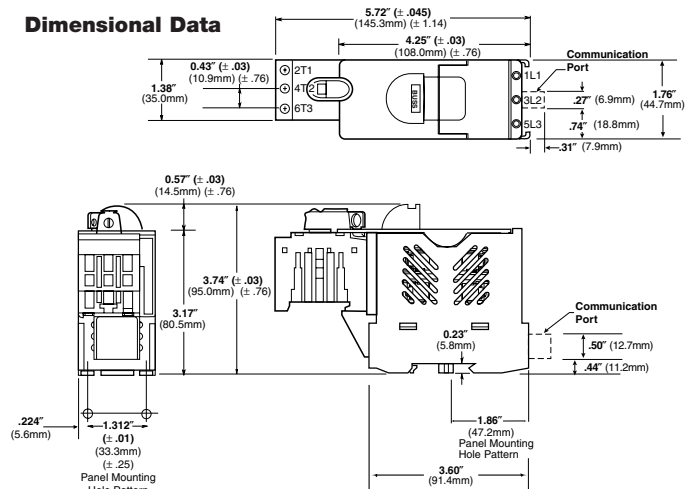 Dimensional Data
5.72″ (± .045)
(145.3mm) (± 1.14)
4.25″ (± .03)
(108.0mm) (± .76)
Communication
Port
0.43″ (± .03)
(10.9mm) (± .76)
1.38″
(35.0mm)
2T1
4T2
6T3
BUSS
1L1
3L2
5L3
.27″ (6.9mm)
1.76″
(44.7mm)
.74″ (18.8mm)
.31″ (7.9mm)
0.57″ (± .03)
(14.5mm) (± .76)
3.74″ (± .03)
(95.0mm) (± .76)
3.17″
(80.5mm)
Communication
Port
0.23″
(5.8mm)
.50″ (12.7mm)
.44″ (11.2mm)
.224″
(5.6mm)
1.312″
(± .01)
(33.3mm)
(± .25)
Panel Mounting
Hole Pattern
1.86″
(47.2mm)
Panel Mounting
Hole Pattern
3.60″
(91.4mm)